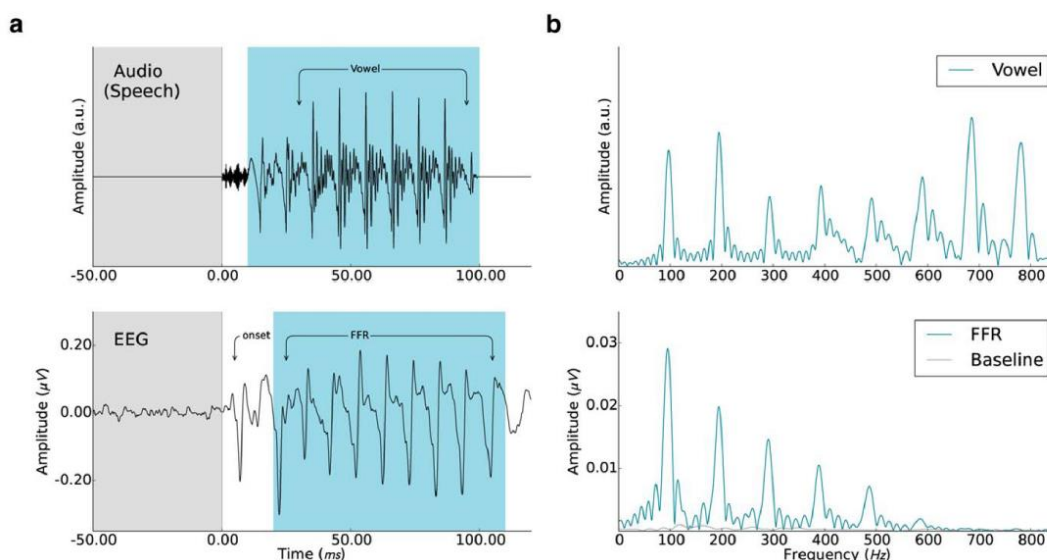 a
Audio
(Speech)
Vowel
Amplitude (a.u.)
-50.00 0.00 50.00 100.00
EEG
onset
FFR
0.20
0.00
-0.20
Amplitude (μV)
-50.00 0.00 50.00 100.00
Time (ms)
b
Vowel
Amplitude (a.u.)
0 100 200 300 400 500 600 700 800
FFR
Baseline
0.03
0.02
0.01
Amplitude (μV)
0 100 200 300 400 500 600 700 800
Frequency (Hz)